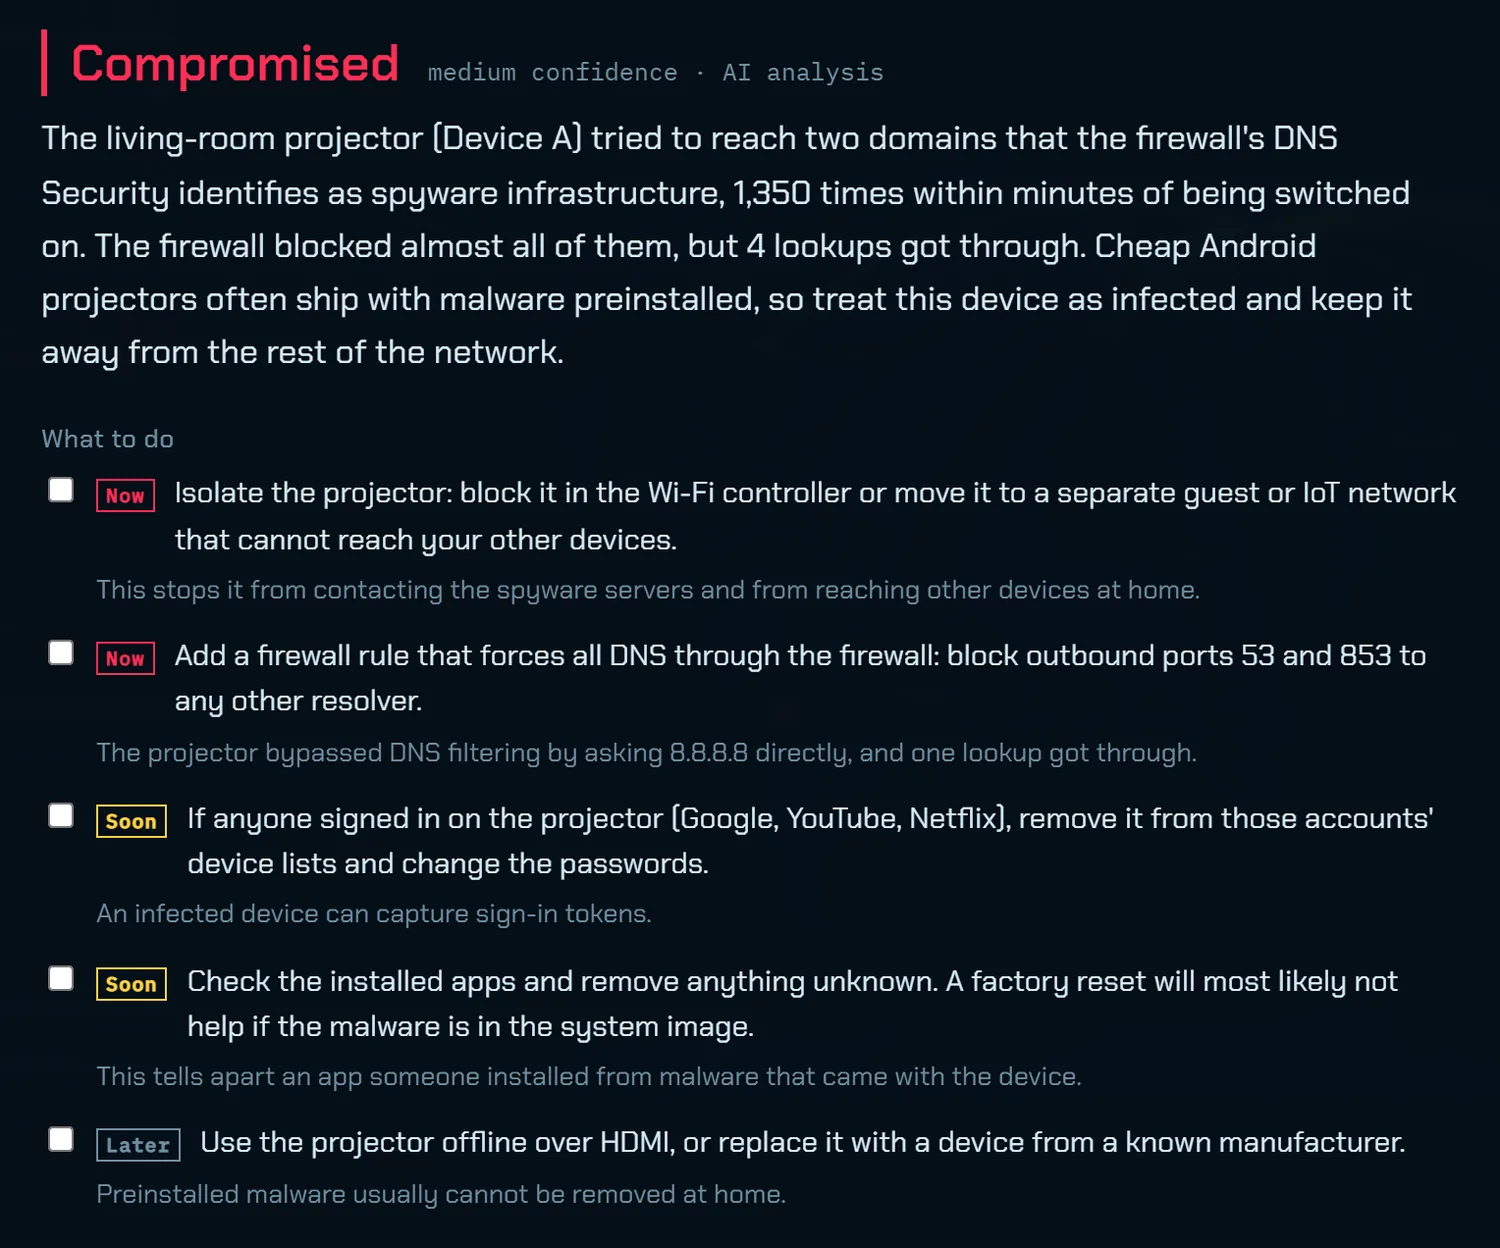 Compromised medium confidence · AI analysis
The living-room projector (Device A) tried to reach two domains that the firewall's DNS
Security identifies as spyware infrastructure, 1,350 times within minutes of being switched
on. The firewall blocked almost all of them, but 4 lookups got through. Cheap Android
projectors often ship with malware preinstalled, so treat this device as infected and keep it
away from the rest of the network.
What to do
Now Isolate the projector: block it in the Wi-Fi controller or move it to a separate guest or IoT network
that cannot reach your other devices.
This stops it from contacting the spyware servers and from reaching other devices at home.
Now Add a firewall rule that forces all DNS through the firewall: block outbound ports 53 and 853 to
any other resolver.
The projector bypassed DNS filtering by asking 8.8.8.8 directly, and one lookup got through.
Soon If anyone signed in on the projector (Google, YouTube, Netflix), remove it from those accounts'
device lists and change the passwords.
An infected device can capture sign-in tokens.
Soon Check the installed apps and remove anything unknown. A factory reset will most likely not
help if the malware is in the system image.
This tells apart an app someone installed from malware that came with the device.
Later Use the projector offline over HDMI, or replace it with a device from a known manufacturer.
Preinstalled malware usually cannot be removed at home.